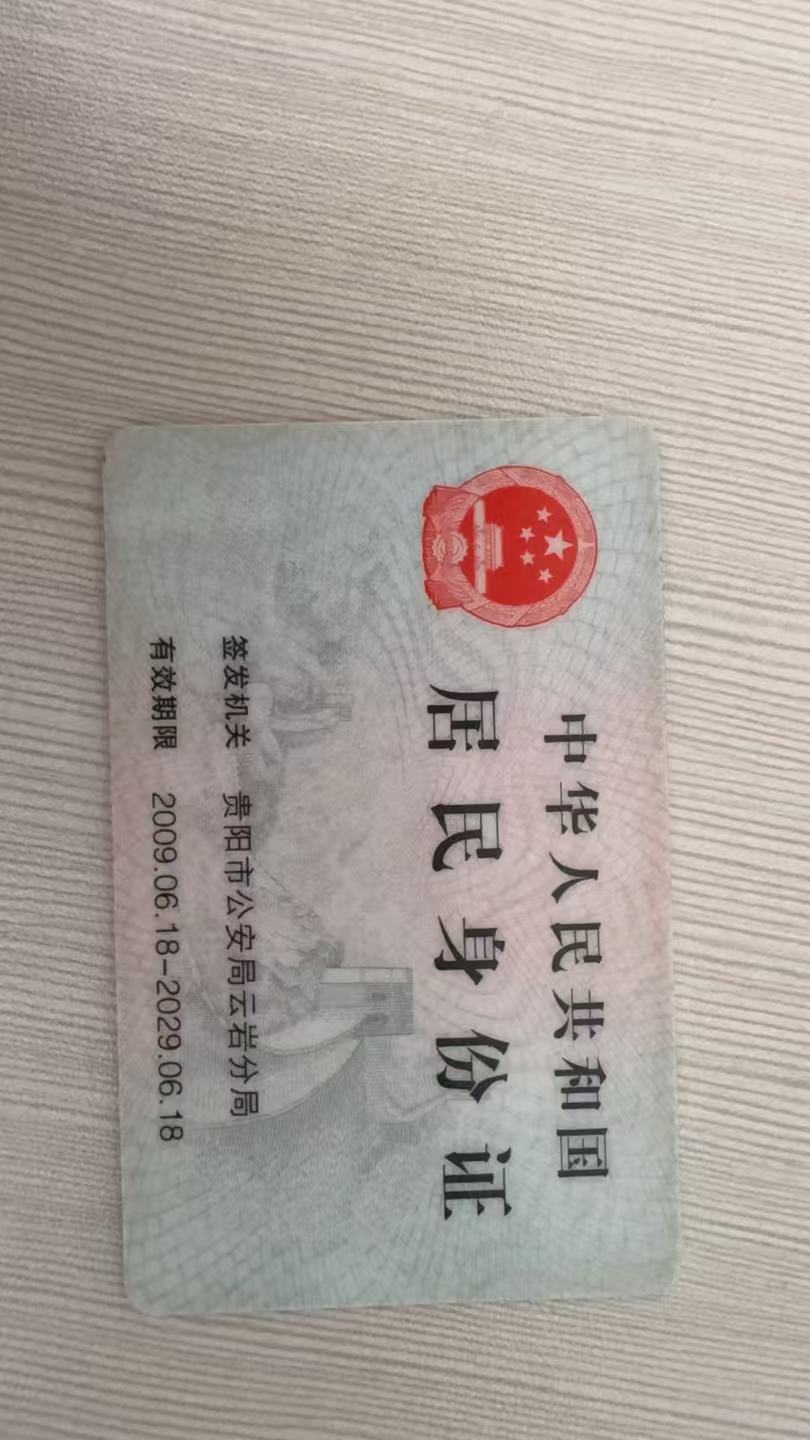 中华人民共和国
居民身份证
签发机关 贵阳市公安局云岩分局
有效期限 2009.06.18-2029.06.18